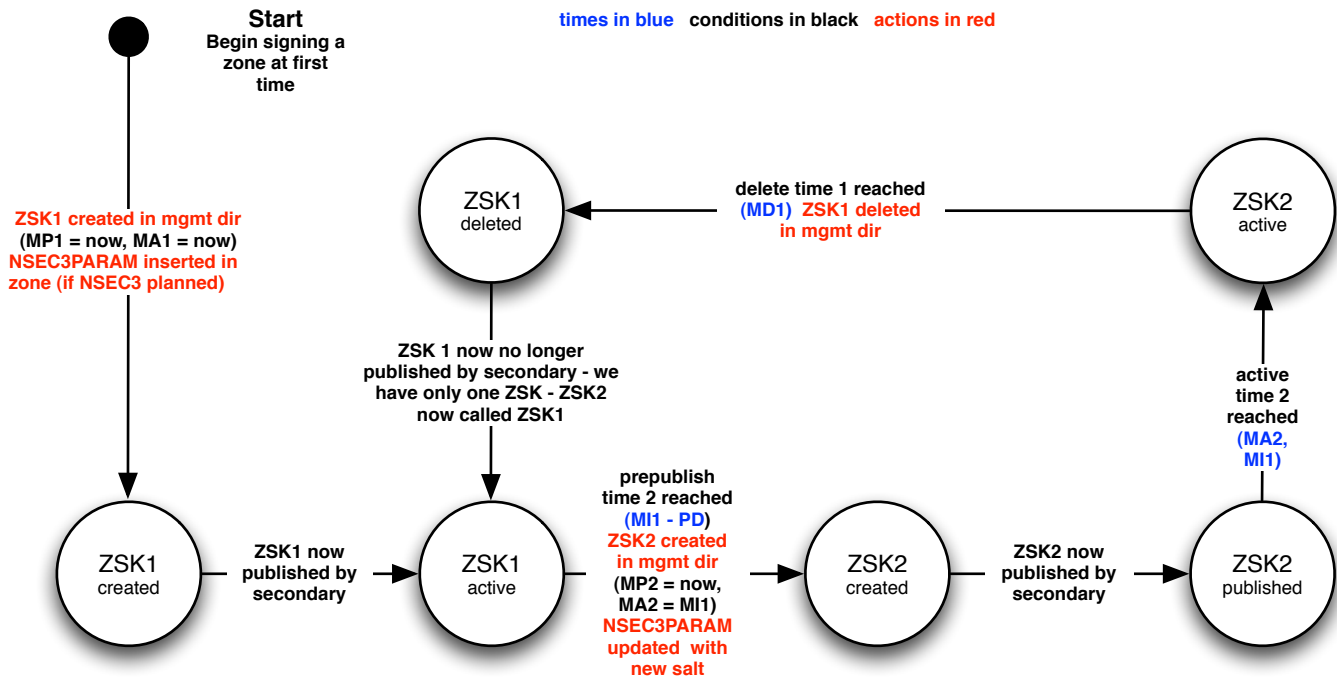 Start
Begin signing a
zone at first
time
times in blue conditions in black actions in red
ZSK1 created in mgmt dir
(MP1 = now, MA1 = now)
NSEC3PARAM inserted in
zone (if NSEC3 planned)
ZSK1
deleted
delete time 1 reached
(MD1) ZSK1 deleted
in mgmt dir
ZSK2
active
ZSK 1 now no longer
published by secondary - we
have only one ZSK - ZSK2
now called ZSK1
active
time 2
reached
(MA2,
MI1)
ZSK1
created
ZSK1 now
published by
secondary
ZSK1
active
prepublish
time 2 reached
(MI1 - PD)
ZSK2 created
in mgmt dir
(MP2 = now,
MA2 = MI1)
NSEC3PARAM
updated with
new salt
ZSK2
created
ZSK2 now
published by
secondary
ZSK2
published